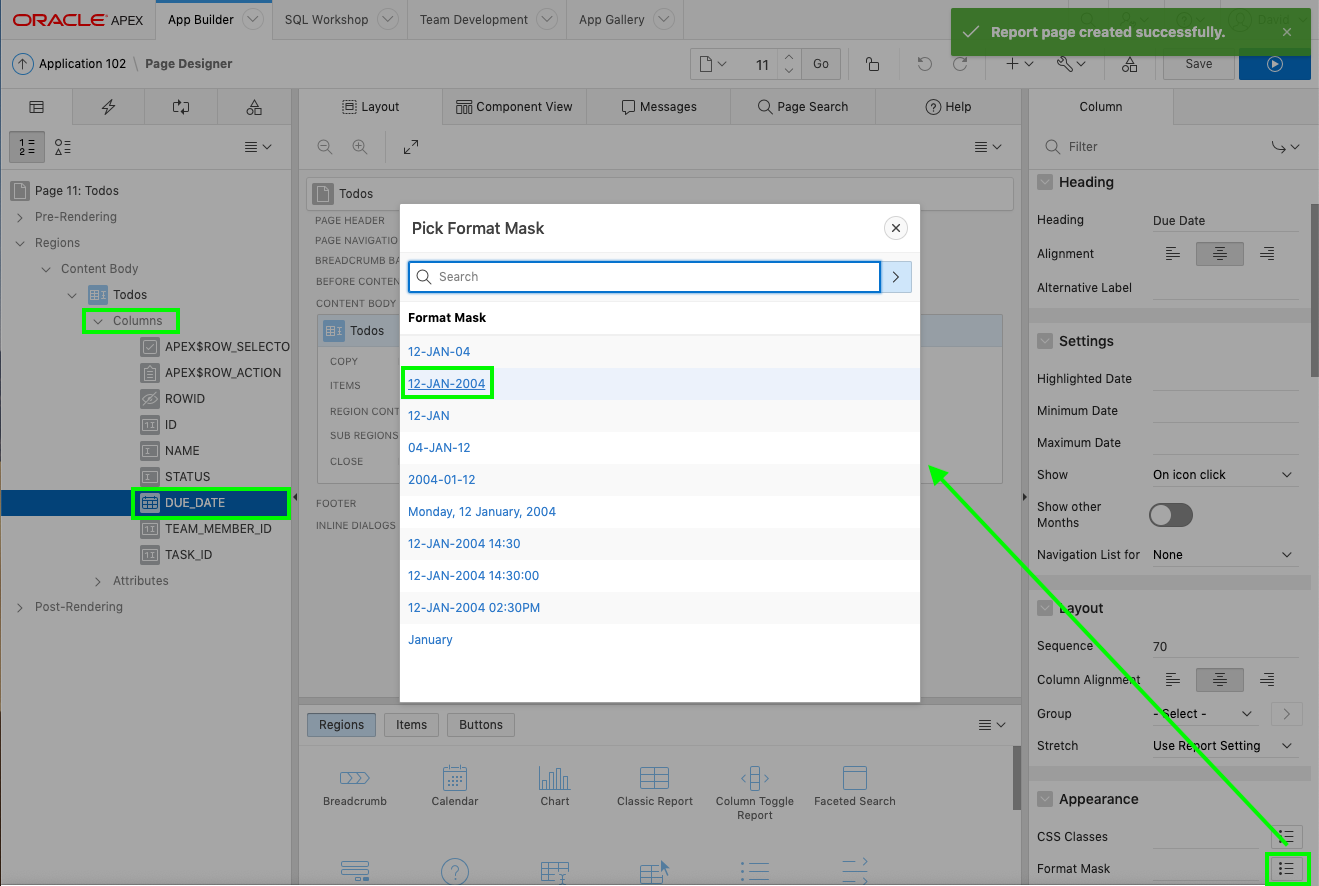 ORACLE APEX
App Builder
SQL Workshop
Team Development
App Gallery
David
Report page created successfully.
Application 102
Page Designer
11
Go
Save
Layout
Component View
Messages
Page Search
Help
Column
Filter
Page 11: Todos
Pre-Rendering
Regions
Content Body
Todos
Columns
APEX$ROW_SELECTO
APEX$ROW_ACTION
ROWID
ID
NAME
STATUS
DUE_DATE
TEAM_MEMBER_ID
TASK_ID
Attributes
Post-Rendering
Todos
PAGE HEADER
PAGE NAVIGATIO
BREADCRUMB BA
BEFORE CONTEN
CONTENT BODY
Todos
COPY
ITEMS
REGION CONT
SUB REGIONS
CLOSE
FOOTER
INLINE DIALOGS
Pick Format Mask
Search
Format Mask
12-JAN-04
12-JAN-2004
12-JAN
04-JAN-12
2004-01-12
Monday, 12 January, 2004
12-JAN-2004 14:30
12-JAN-2004 14:30:00
12-JAN-2004 02:30PM
January
Regions
Items
Buttons
Breadcrumb
Calendar
Chart
Classic Report
Column Toggle
Report
Faceted Search
Heading
Heading Due Date
Alignment
Alternative Label
Settings
Highlighted Date
Minimum Date
Maximum Date
Show On icon click
Show other
Months
Navigation List for None
Layout
Sequence 70
Column Alignment
Group - Select -
Stretch Use Report Setting
Appearance
CSS Classes
Format Mask